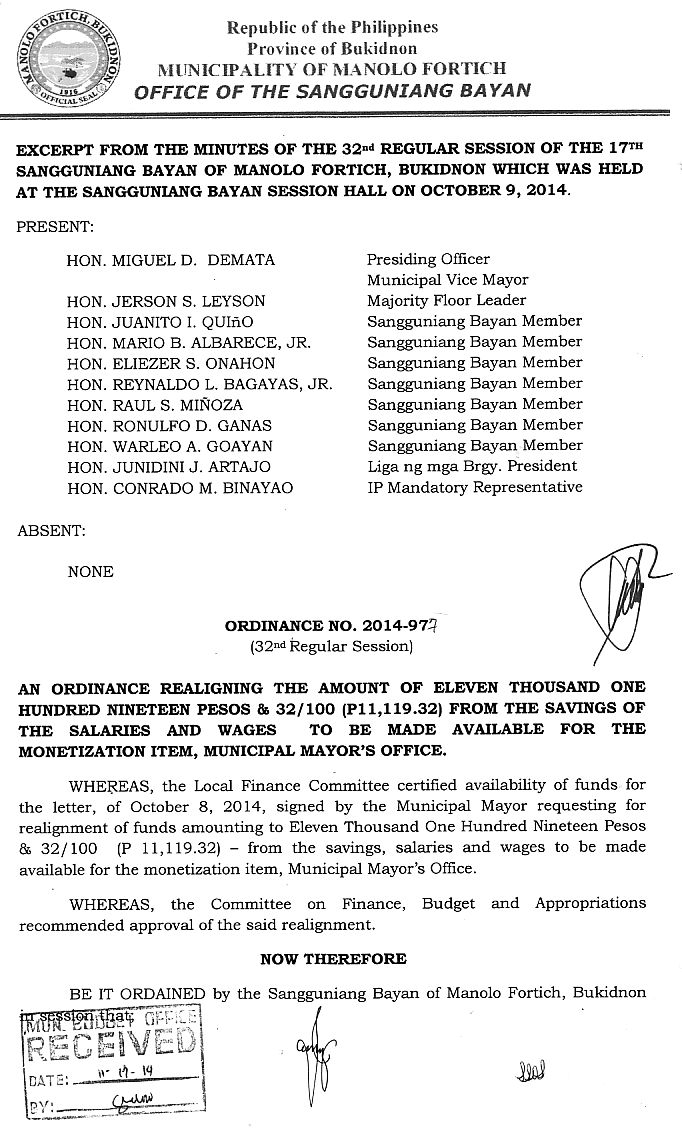 MANOLO FORTICH, BUKIDNON
1916
OFFICIAL SEAL
Republic of the Philippines
Province of Bukidnon
MUNICIPALITY OF MANOLO FORTICH
OFFICE OF THE SANGGUNIANG BAYAN
EXCERPT FROM THE MINUTES OF THE 32nd REGULAR SESSION OF THE 17TH
SANGGUNIANG BAYAN OF MANOLO FORTICH, BUKIDNON WHICH WAS HELD
AT THE SANGGUNIANG BAYAN SESSION HALL ON OCTOBER 9, 2014.
PRESENT:
HON. MIGUEL D. DEMATA Presiding Officer
Municipal Vice Mayor
HON. JERSON S. LEYSON Majority Floor Leader
HON. JUANITO I. QUIñO Sangguniang Bayan Member
HON. MARIO B. ALBARECE, JR. Sangguniang Bayan Member
HON. ELIEZER S. ONAHON Sangguniang Bayan Member
HON. REYNALDO L. BAGAYAS, JR. Sangguniang Bayan Member
HON. RAUL S. MIÑOZA Sangguniang Bayan Member
HON. RONULFO D. GANAS Sangguniang Bayan Member
HON. WARLEO A. GOAYAN Sangguniang Bayan Member
HON. JUNIDINI J. ARTAJO Liga ng mga Brgy. President
HON. CONRADO M. BINAYAO IP Mandatory Representative
ABSENT:
NONE
ORDINANCE NO. 2014-977
(32nd Regular Session)
AN ORDINANCE REALIGNING THE AMOUNT OF ELEVEN THOUSAND ONE
HUNDRED NINETEEN PESOS & 32/100 (P11,119.32) FROM THE SAVINGS OF
THE SALARIES AND WAGES TO BE MADE AVAILABLE FOR THE
MONETIZATION ITEM, MUNICIPAL MAYOR'S OFFICE.
WHEREAS, the Local Finance Committee certified availability of funds for
the letter, of October 8, 2014, signed by the Municipal Mayor requesting for
realignment of funds amounting to Eleven Thousand One Hundred Nineteen Pesos
& 32/100 (P 11,119.32) – from the savings, salaries and wages to be made
available for the monetization item, Municipal Mayor's Office.
WHEREAS, the Committee on Finance, Budget and Appropriations
recommended approval of the said realignment.
NOW THEREFORE
BE IT ORDAINED by the Sangguniang Bayan of Manolo Fortich, Bukidnon
in session that:
MUN. BUDGET OFFICE
RECEIVED
DATE: 11-17-14
BY: